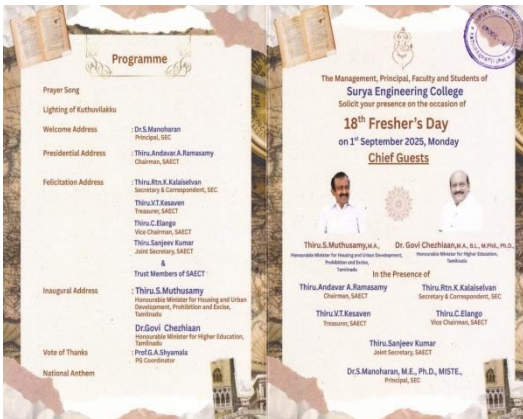 Programme
Prayer Song
Lighting of Kuthuvilakku
Welcome Address : Dr.S.Manoharan
Principal, SEC
Presidential Address : Thiru.Andavar.A.Ramasamy
Chairman, SAECT
Felicitation Address : Thiru.Rtn.K.Kalaiselvan
Secretary & Correspondent, SEC
Thiru.V.T.Kesaven
Treasurer, SAECT
Thiru.C.Elango
Vice Chairman, SAECT
Thiru.Sanjeev Kumar
Joint Secretary, SAECT
&
Trust Members of SAECT
Inaugural Address : Thiru.S.Muthusamy
Honourable Minister for Housing and Urban
Development, Prohbition and Excise,
Tamilnadu
Dr.Govi Chezhiaan
Honourable Minister for Higher Education,
Tamilnadu
Vote of Thanks : Prof.G.A.Shyamala
PG Coordinator
National Anthem
The Management, Principal, Faculty and Students of
Surya Engineering College
Solicit your presence on the occasion of
18th Fresher's Day
on 1st September 2025, Monday
Chief Guests
Thiru.S.Muthusamy,M.A.,
Honourable Minister for Housing and Urban Development,
Prohbition and Excise,
Tamilnadu
Dr. Govi Chezhiaan,M.A., B.L., M.Phil., Ph.D.,
Honourable Minister for Higher Education,
Tamilnadu
In the Presence of
Thiru.Andavar A.Ramasamy
Chairman, SAECT
Thiru.Rtn.K.Kalaiselvan
Secretary & Correspondent, SEC
Thiru.V.T.Kesaven
Treasurer, SAECT
Thiru.C.Elango
Vice Chairman, SAECT
Thiru.Sanjeev Kumar
Joint Secretary, SAECT
Dr.S.Manoharan, M.E., Ph.D., MISTE.,
Principal, SEC